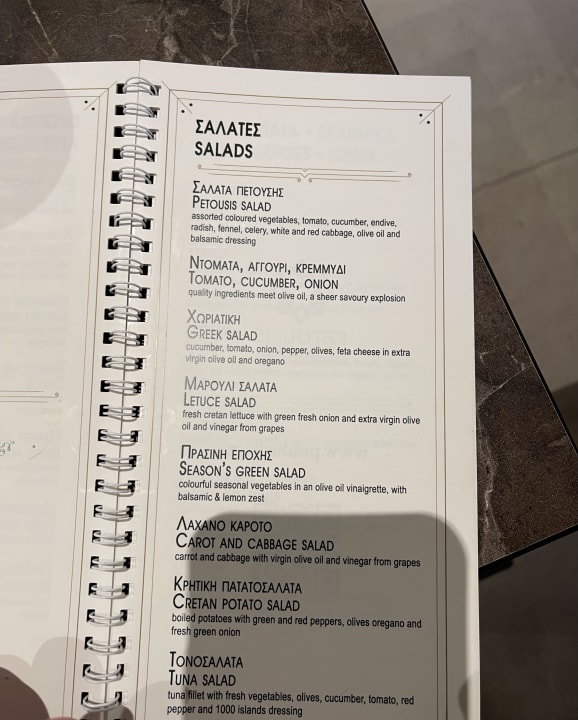 ΣΑΛΑΤΕΣ
SALADS
ΣΑΛΑΤΑ ΠΕΤΟΥΣΗΣ
PETOUSIS SALAD
assorted coloured vegetables, tomato, cucumber, endive,
radish, fennel, celery, white and red cabbage, olive oil and
balsamic dressing
ΝΤΟΜΑΤΑ, ΑΓΓΟΥΡΙ, ΚΡΕΜΜΥΔΙ
TOMATO, CUCUMBER, ONION
quality ingredients meet olive oil, a sheer savoury explosion
ΧΩΡΙΑΤΙΚΗ
GREEK SALAD
cucumber, tomato, onion, pepper, olives, feta cheese in extra
virgin olive oil and oregano
ΜΑΡΟΥΛΙ ΣΑΛΑΤΑ
LETUCE SALAD
fresh cretan lettuce with green fresh onion and extra virgin olive
oil and vinegar from grapes
ΠΡΑΣΙΝΗ ΕΠΟΧΗΣ
SEASON'S GREEN SALAD
colourful seasonal vegetables in an olive oil vinaigrette, with
balsamic & lemon zest
ΛΑΧΑΝΟ ΚΑΡΟΤΟ
CAROT AND CABBAGE SALAD
carrot and cabbage with virgin olive oil and vinegar from grapes
ΚΡΗΤΙΚΗ ΠΑΤΑΤΟΣΑΛΑΤΑ
CRETAN POTATO SALAD
boiled potatoes with green and red peppers, olives oregano and
fresh green onion
ΤΟΝΟΣΑΛΑΤΑ
TUNA SALAD
tuna fillet with fresh vegetables, olives, cucumber, tomato, red
pepper and 1000 islands dressing